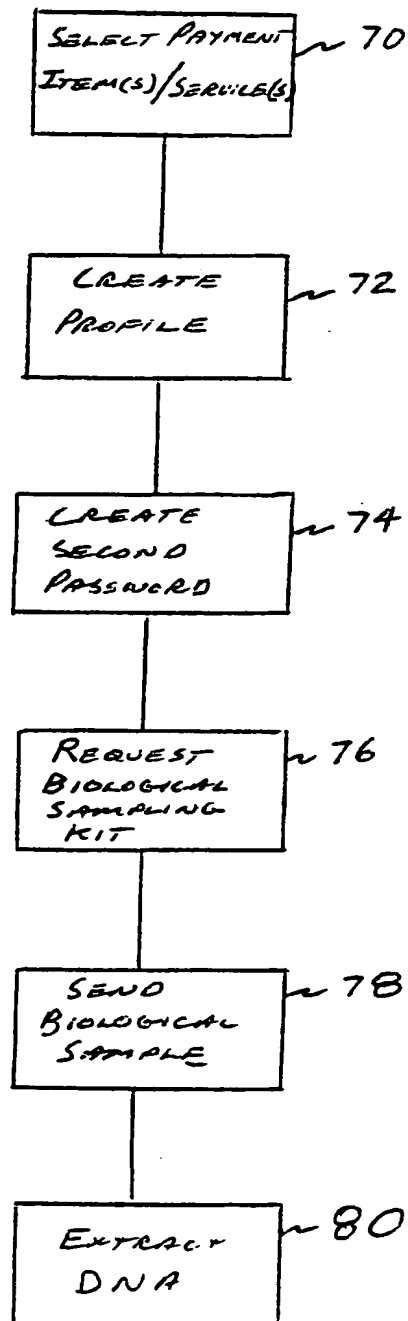 SELECT PAYMENT 70
ITEM(S)/SERVICE(S)
CREATE 72
PROFILE
CREATE 74
SECOND
PASSWORD
REQUEST 76
BIOLOGICAL
SAMPLING
KIT
SEND 78
BIOLOGICAL
SAMPLE
EXTRACT 80
DNA